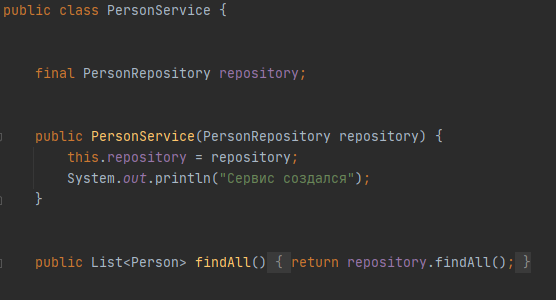 public class PersonService {
final PersonRepository repository;
public PersonService(PersonRepository repository) {
this.repository = repository;
System.out.println("Сервис создался");
}
public List<Person> findAll() { return repository.findAll(); }